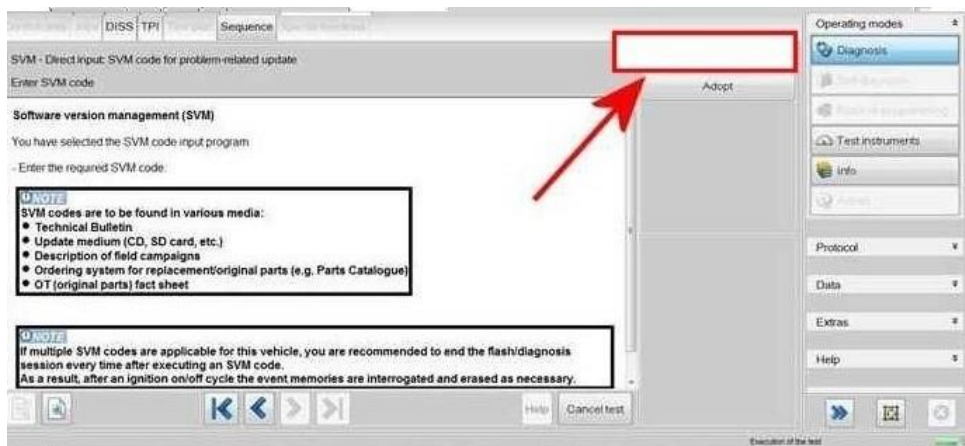 DISS TPI Sequence
Operating modes
SVM - Direct input: SVM code for problem-related update
Enter SVM code
Adopt
Diagnosis
Software version management (SVM)
You have selected the SVM code input program
- Enter the required SVM code:
Test instruments
Info
NOTE
SVM codes are to be found in various media:
● Technical Bulletin
● Update medium (CD, SD card, etc.)
● Description of field campaigns
● Ordering system for replacement/original parts (e.g. Parts Catalogue)
● OT (original parts) fact sheet
Protocol
Data
Extras
Help
NOTE
If multiple SVM codes are applicable for this vehicle, you are recommended to end the flash/diagnosis
session every time after executing an SVM code.
As a result, after an ignition on/off cycle the event memories are interrogated and erased as necessary.
Help Cancel test
Execution of the test